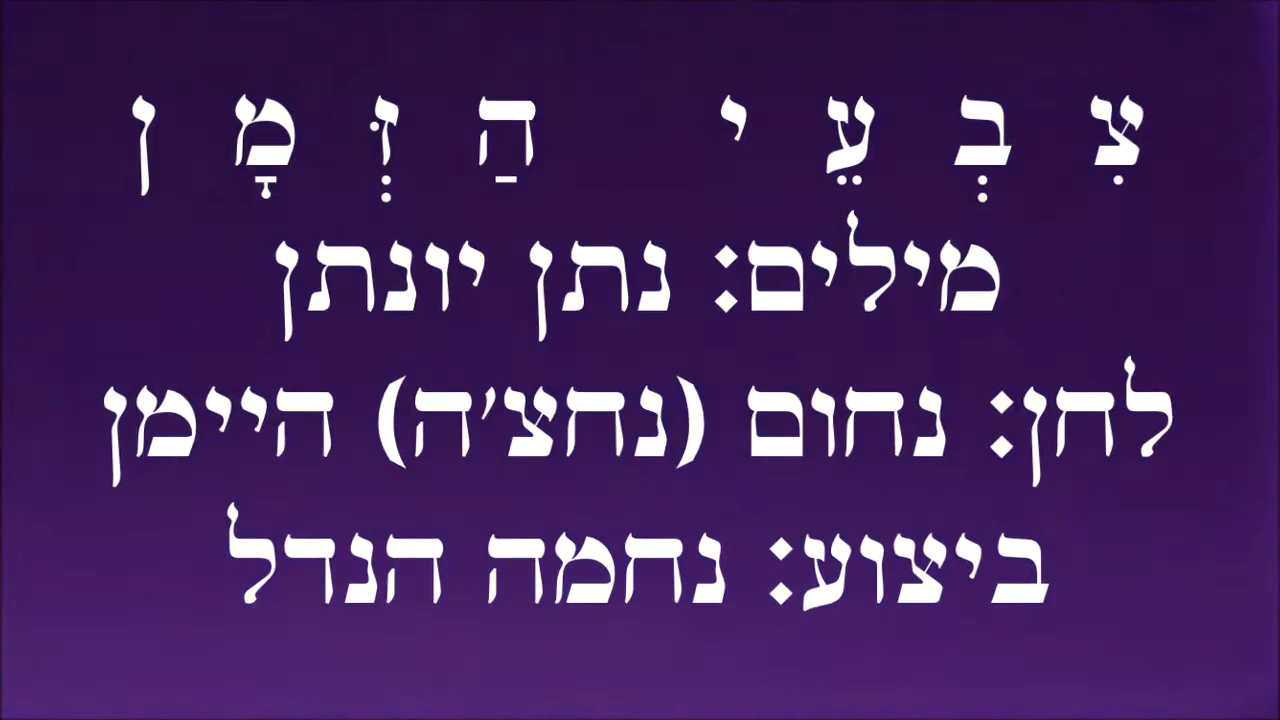 צִבְעֵי הַזְּמָן
מילים: נתן יונתן
לחן: נחום (נחצ'ה) היימן
ביצוע: נחמה הנדל